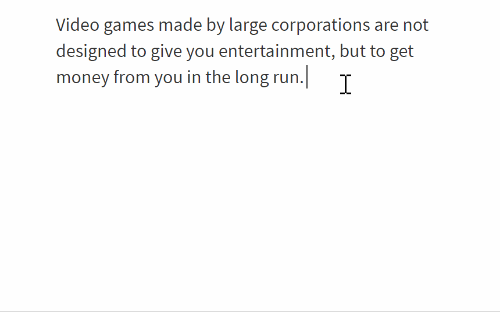 Video games made by large corporations are not
designed to give you entertainment, but to get
money from you in the long run.